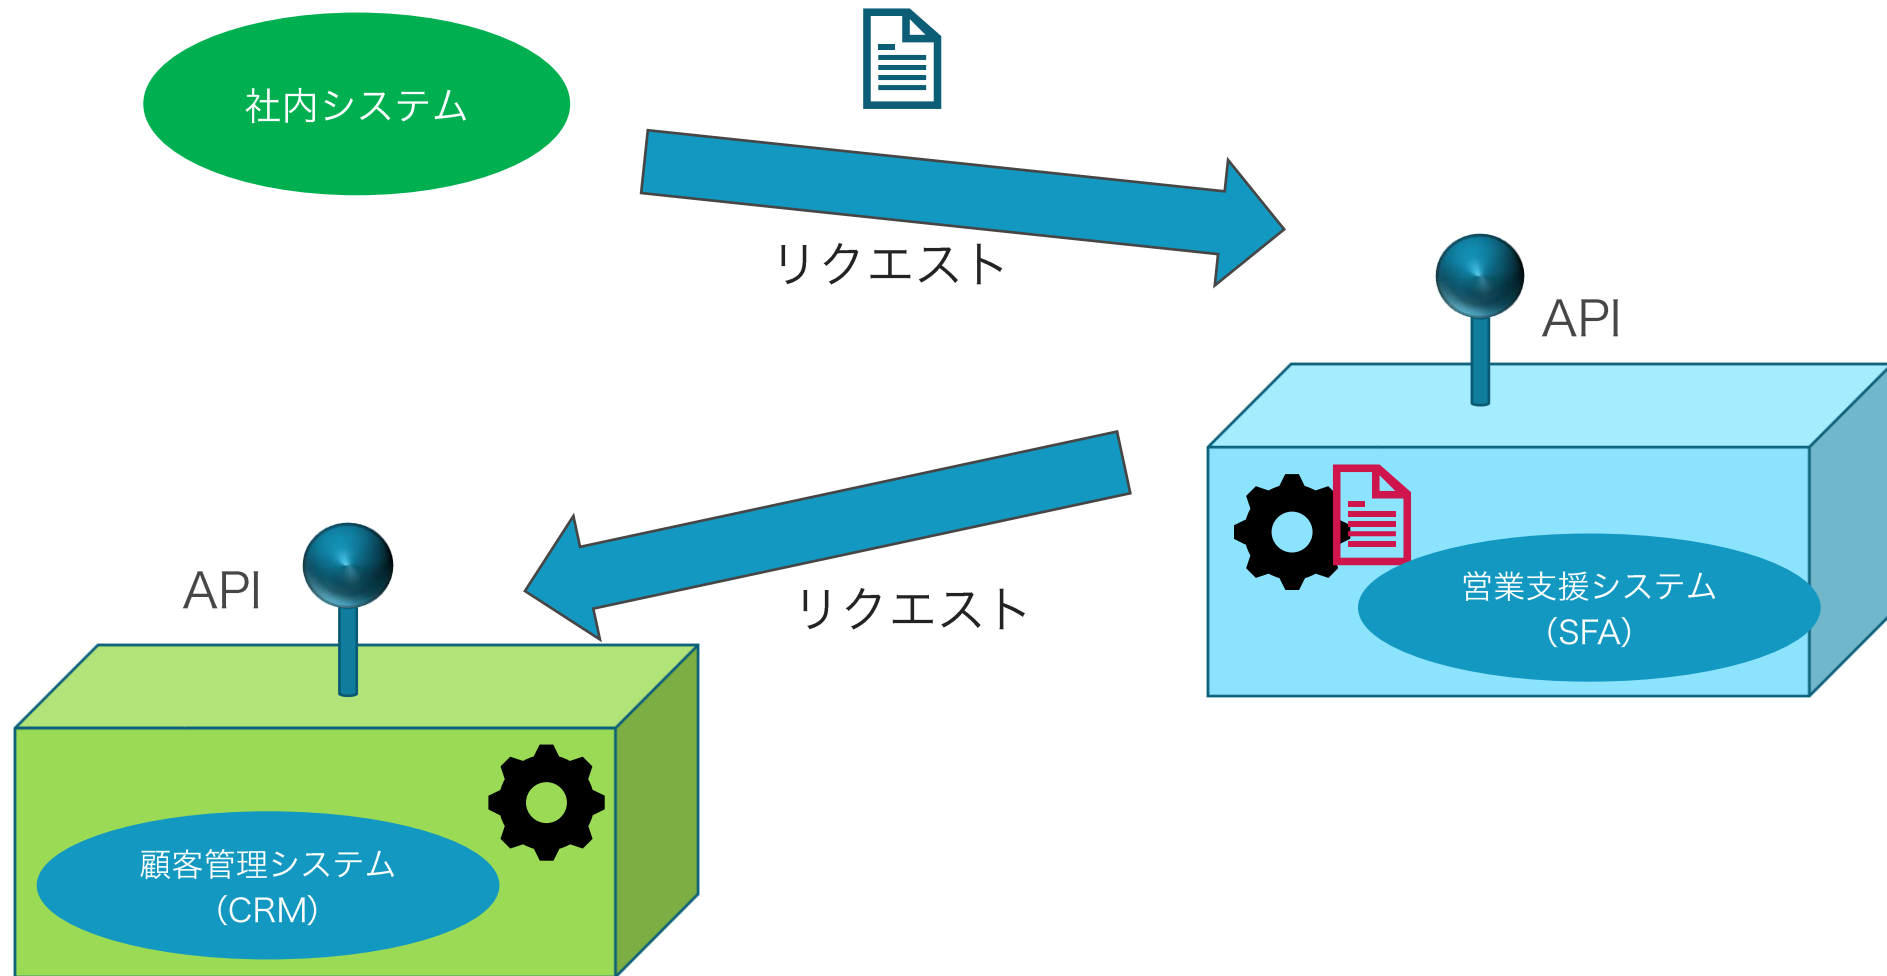 社内システム
リクエスト
API
リクエスト
API
営業支援システム
（SFA）
顧客管理システム
（CRM）